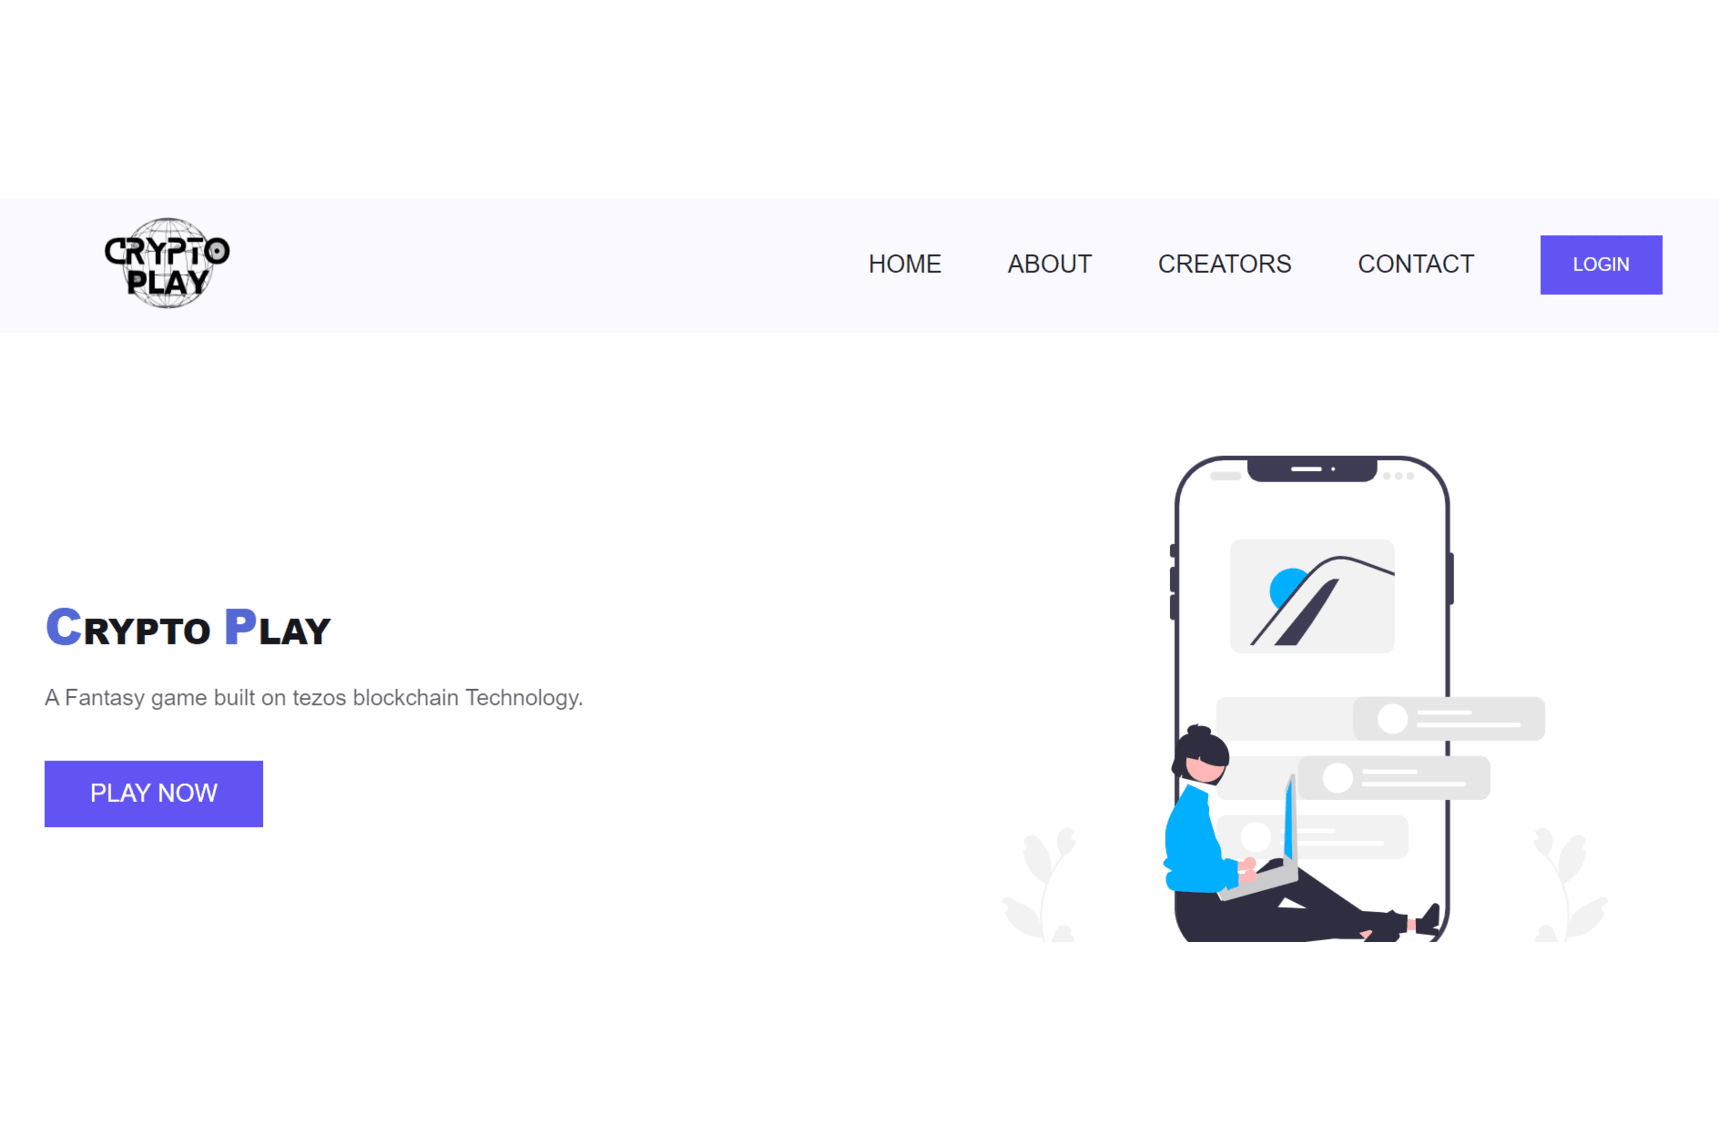 CRYPTO
PLAY
HOME ABOUT CREATORS CONTACT LOGIN
Crypto Play
A Fantasy game built on tezos blockchain Technology.
PLAY NOW